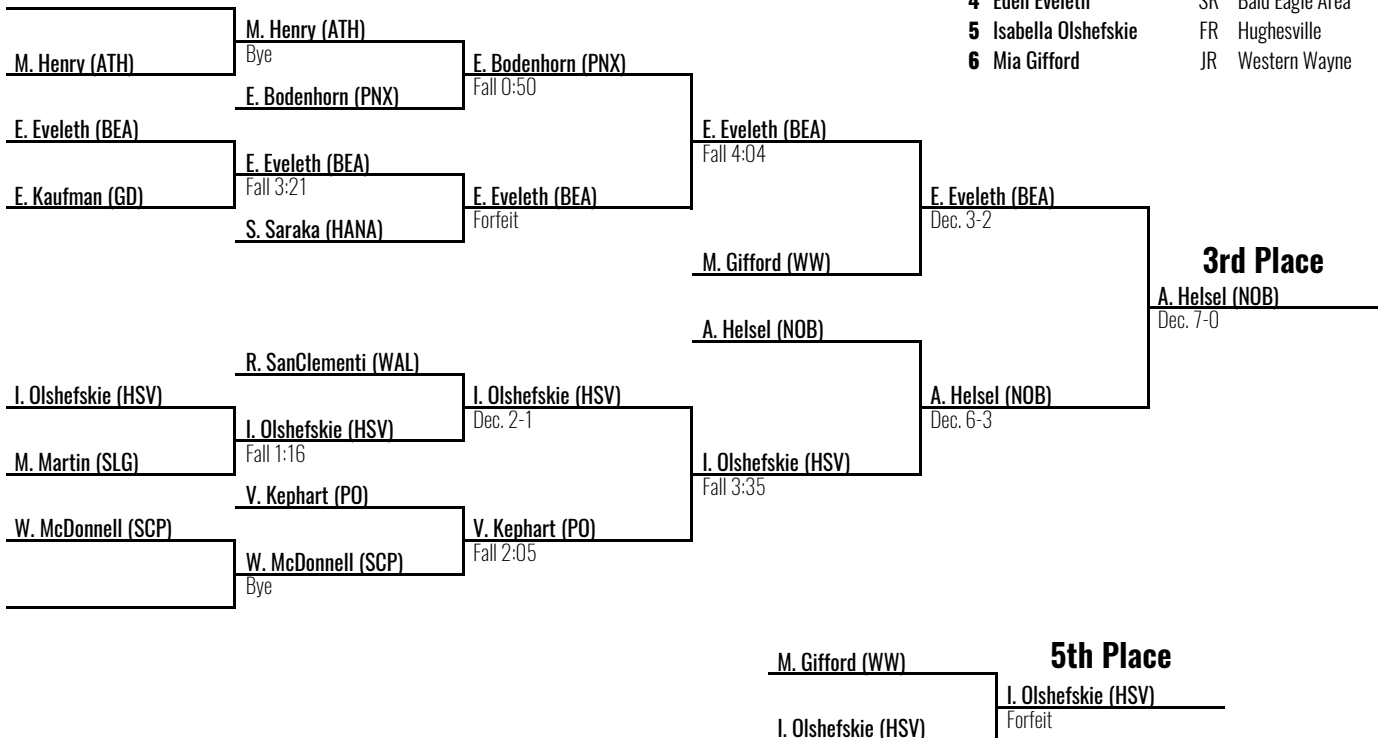 4 Eden Eveleth SR Bald Eagle Area
5 Isabella Olshefskie FR Hughesville
6 Mia Gifford JR Western Wayne
M. Henry (ATH)
Bye
M. Henry (ATH)
E. Bodenhorn (PNX)
Fall 0:50
E. Bodenhorn (PNX)
E. Eveleth (BEA)
E. Eveleth (BEA)
Fall 4:04
E. Eveleth (BEA)
Fall 3:21
E. Kaufman (GD)
E. Eveleth (BEA)
Forfeit
E. Eveleth (BEA)
Dec. 3-2
S. Saraka (HANA)
M. Gifford (WW)
3rd Place
A. Helsel (NOB)
Dec. 7-0
A. Helsel (NOB)
R. SanClementi (WAL)
I. Olshefskie (HSV)
I. Olshefskie (HSV)
Dec. 2-1
A. Helsel (NOB)
Dec. 6-3
I. Olshefskie (HSV)
Fall 1:16
M. Martin (SLG)
I. Olshefskie (HSV)
Fall 3:35
V. Kephart (PO)
W. McDonnell (SCP)
V. Kephart (PO)
Fall 2:05
W. McDonnell (SCP)
Bye
5th Place
M. Gifford (WW)
I. Olshefskie (HSV)
Forfeit
I. Olshefskie (HSV)